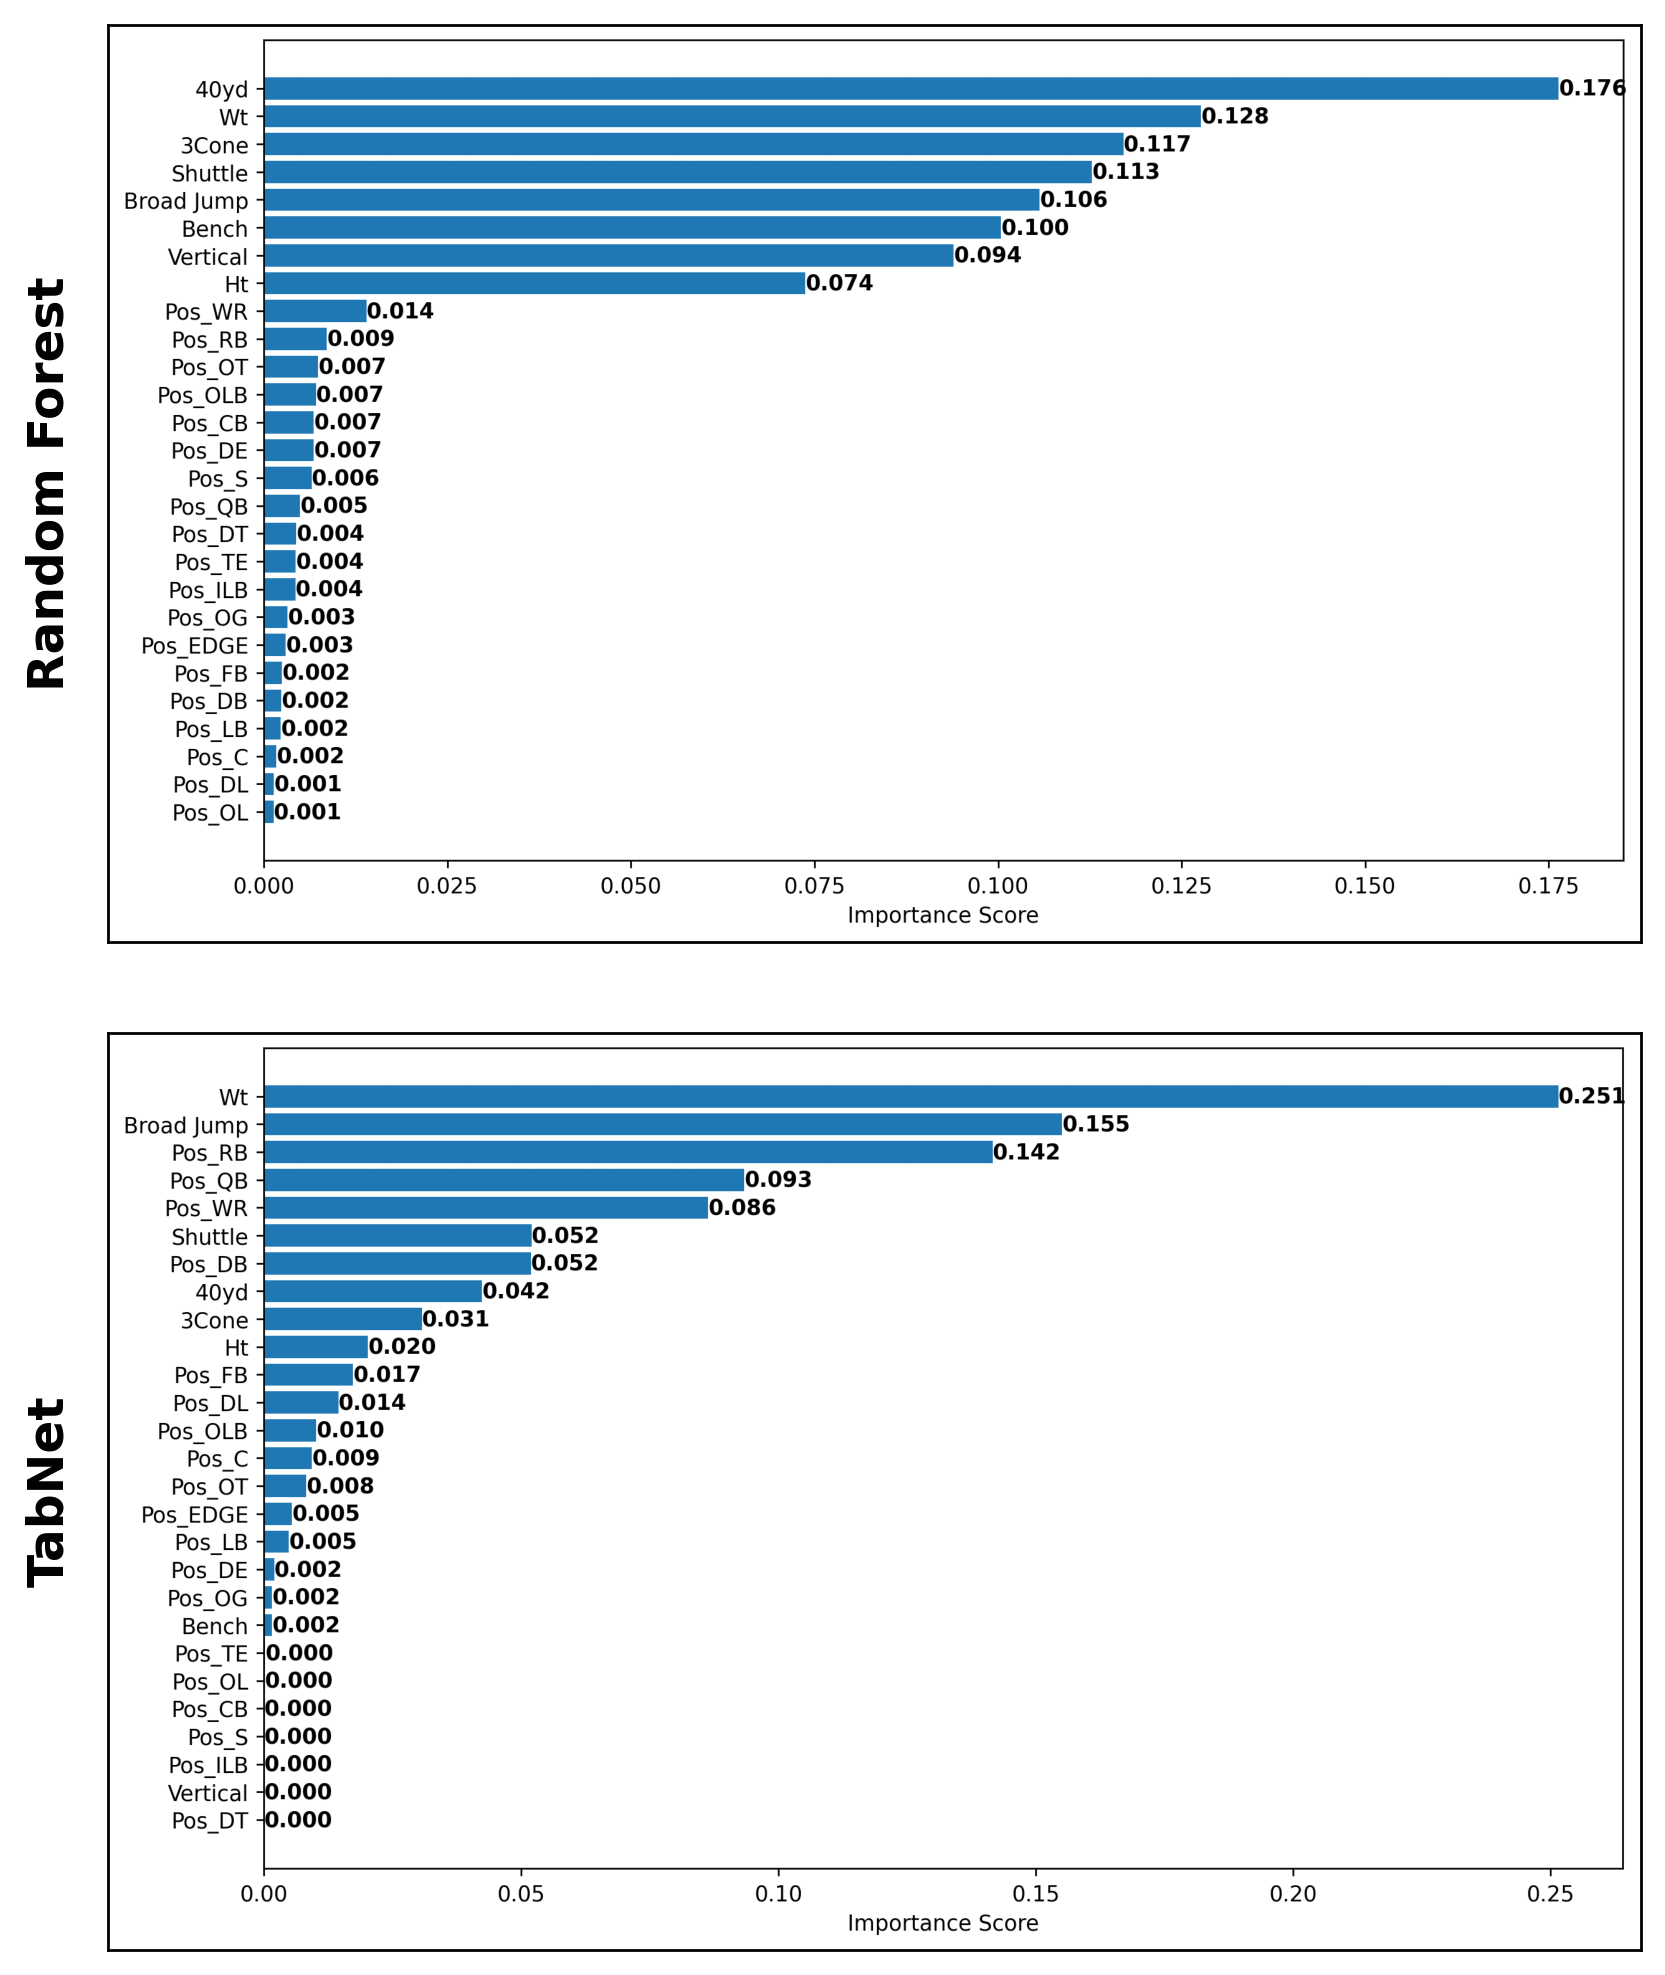 Random Forest
40yd 0.176
Wt 0.128
3Cone 0.117
Shuttle 0.113
Broad Jump 0.106
Bench 0.100
Vertical 0.094
Ht 0.074
Pos_WR 0.014
Pos_RB 0.009
Pos_OT 0.007
Pos_OLB 0.007
Pos_CB 0.007
Pos_DE 0.007
Pos_S 0.006
Pos_QB 0.005
Pos_DT 0.004
Pos_TE 0.004
Pos_ILB 0.004
Pos_OG 0.003
Pos_EDGE 0.003
Pos_FB 0.002
Pos_DB 0.002
Pos_LB 0.002
Pos_C 0.002
Pos_DL 0.001
Pos_OL 0.001
0.000 0.025 0.050 0.075 0.100 0.125 0.150 0.175
Importance Score
TabNet
Wt 0.251
Broad Jump 0.155
Pos_RB 0.142
Pos_QB 0.093
Pos_WR 0.086
Shuttle 0.052
Pos_DB 0.052
40yd 0.042
3Cone 0.031
Ht 0.020
Pos_FB 0.017
Pos_DL 0.014
Pos_OLB 0.010
Pos_C 0.009
Pos_OT 0.008
Pos_EDGE 0.005
Pos_LB 0.005
Pos_DE 0.002
Pos_OG 0.002
Bench 0.002
Pos_TE 0.000
Pos_OL 0.000
Pos_CB 0.000
Pos_S 0.000
Pos_ILB 0.000
Vertical 0.000
Pos_DT 0.000
0.00 0.05 0.10 0.15 0.20 0.25
Importance Score